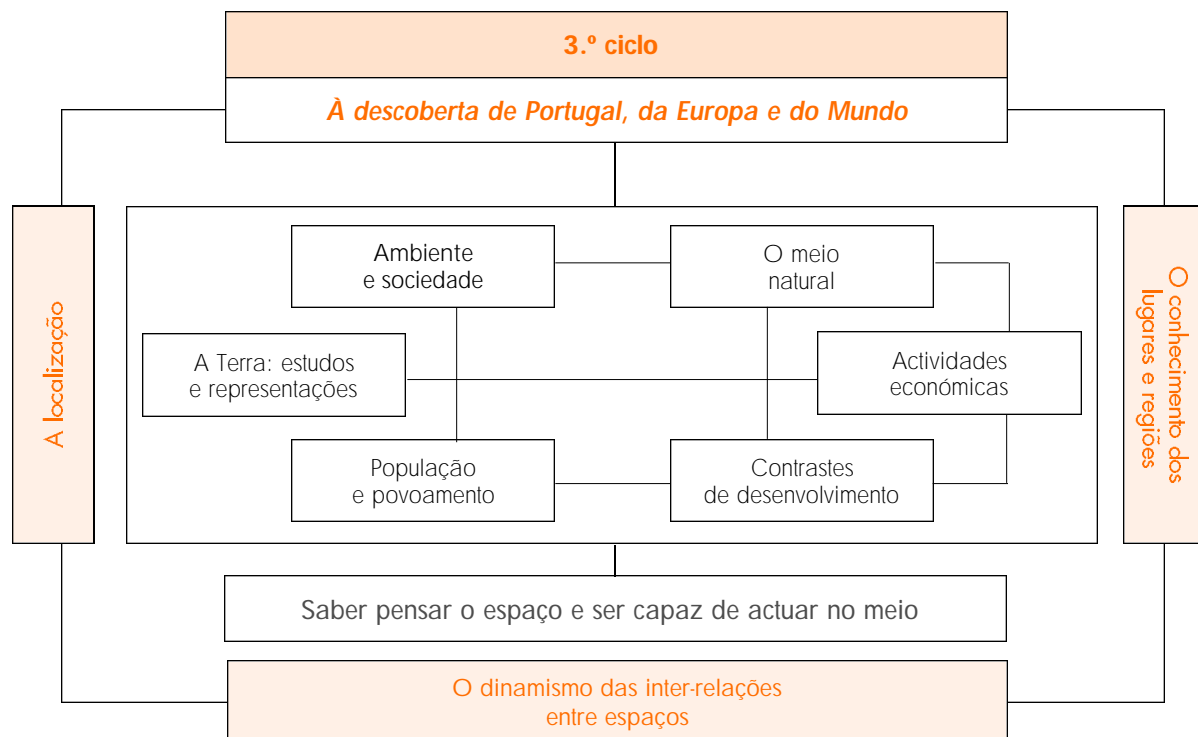 3.º ciclo
À descoberta de Portugal, da Europa e do Mundo
A localização
Ambiente
e sociedade
O meio
natural
A Terra: estudos
e representações
Actividades
económicas
População
e povoamento
Contrastes
de desenvolvimento
O conhecimento dos
lugares e regiões
Saber pensar o espaço e ser capaz de actuar no meio
O dinamismo das inter-relações
entre espaços